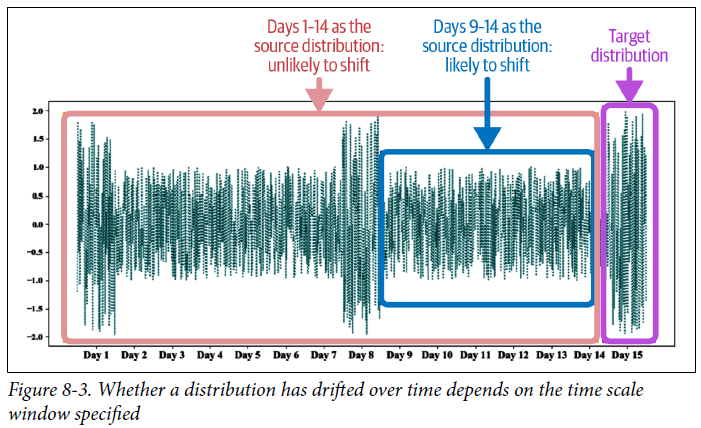 Days 1-14 as the
source distribution:
unlikely to shift
Days 9-14 as the
source distribution:
likely to shift
Target
distribution
2.0
1.5
1.0
0.5
0.0
−0.5
−1.0
−1.5
−2.0
Day 1 Day 2 Day 3 Day 4 Day 5 Day 6 Day 7 Day 8 Day 9 Day 10 Day 11 Day 12 Day 13 Day 14 Day 15
Figure 8-3. Whether a distribution has drifted over time depends on the time scale
window specified